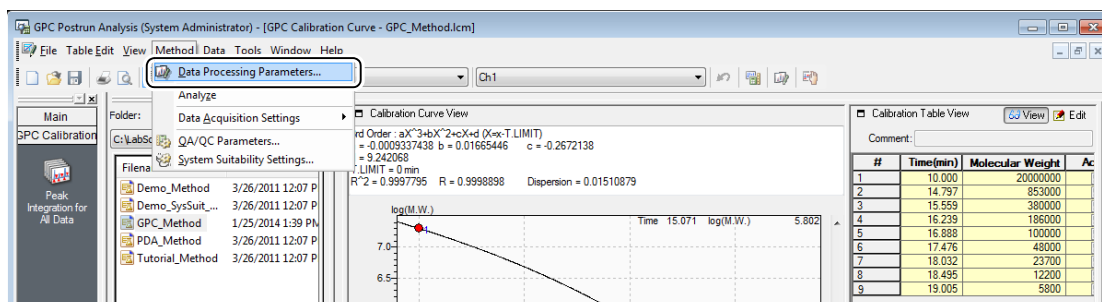 GPC Postrun Analysis (System Administrator) - [GPC Calibration Curve - GPC_Method.lcm]
File Table Edit View Method Data Tools Window Help
Data Processing Parameters...
Ch1
Analyze
Data Acquisition Settings
QA/QC Parameters...
System Suitability Settings...
Main
GPC Calibration
Peak
Integration for
All Data
Folder:
C:\LabSo
Filena
Demo_Method 3/26/2011 12:07 P
Demo_SysSuit_... 3/26/2011 12:07 P
GPC_Method 1/25/2014 1:39 PM
PDA_Method 3/26/2011 12:07 P
Tutorial_Method 3/26/2011 12:07 P
Calibration Curve View
rd Order : aX^3+bX^2+cX+d (X=x-T.LIMIT)
= -0.0009337438 b = 0.01665446 c = -0.2672138
= 9.242068
T.LIMIT = 0 min
R^2 = 0.9997795 R = 0.9998898 Dispersion = 0.01510879
log(M.W.)
Time 15.071 log(M.W.) 5.802
1
7.0
6.5
Calibration Table View View Edit
Comment:
# Time(min) Molecular Weight Ac
1 10.000 20000000
2 14.797 853000
3 15.559 380000
4 16.239 186000
5 16.888 100000
6 17.476 48000
7 18.032 23700
8 18.495 12200
9 19.005 5800